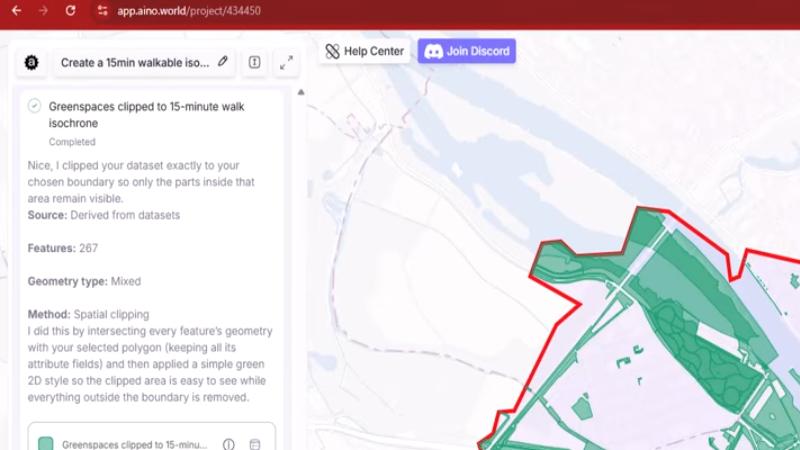 app.aino.world/project/434450
Help Center
Join Discord
Create a 15min walkable iso...
Greenspaces clipped to 15-minute walk
isochrone
Completed
Nice, I clipped your dataset exactly to your
chosen boundary so only the parts inside that
area remain visible.
Source: Derived from datasets
Features: 267
Geometry type: Mixed
Method: Spatial clipping
I did this by intersecting every feature's geometry
with your selected polygon (keeping all its
attribute fields) and then applied a simple green
2D style so the clipped area is easy to see while
everything outside the boundary is removed.
Greenspaces clipped to 15-minu...